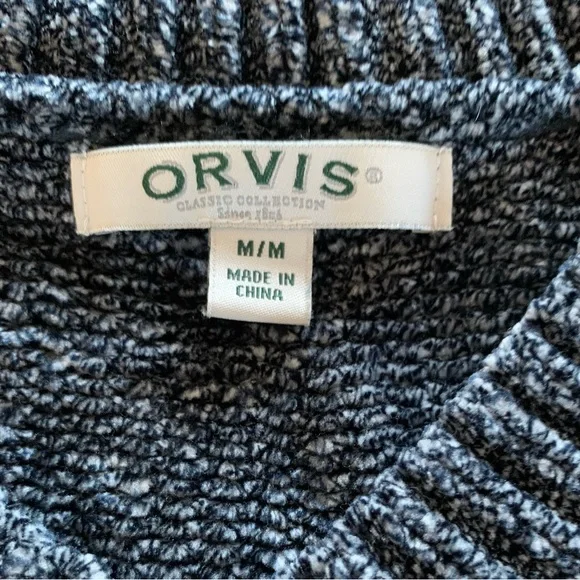 ORVIS®
CLASSIC COLLECTION
Since 1856
M/M
MADE IN
CHINA